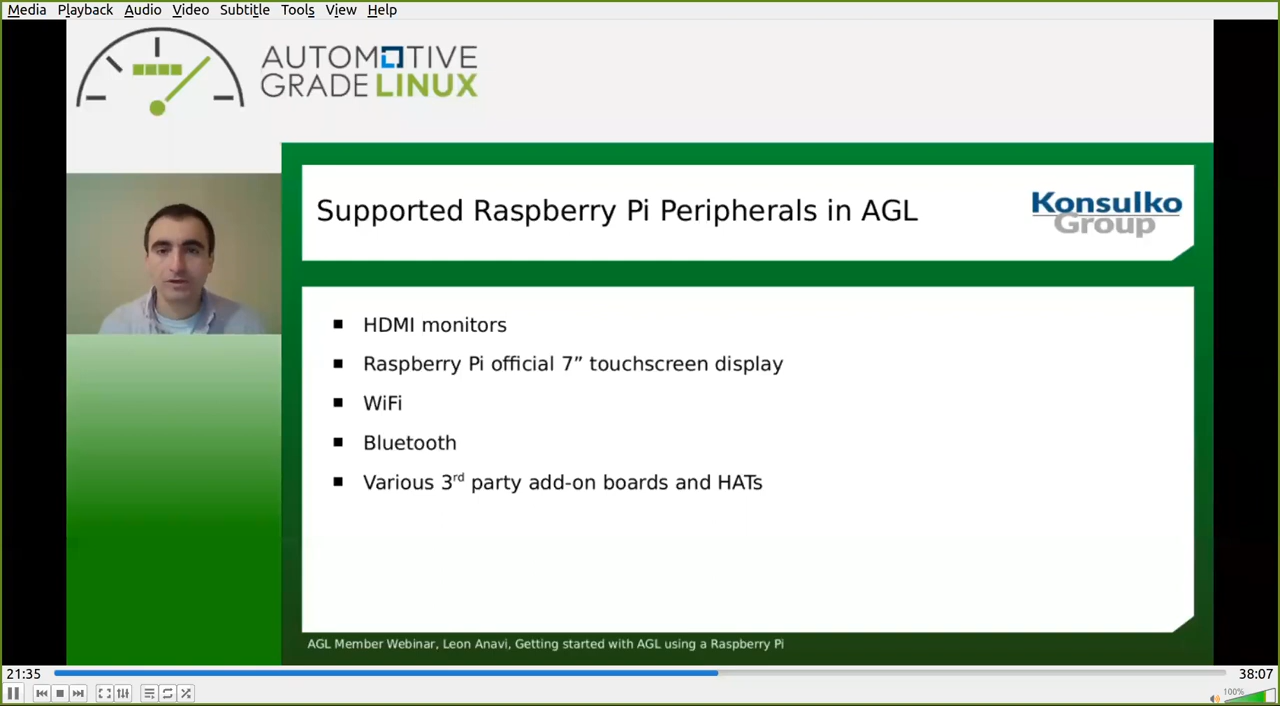 Media Playback Audio Video Subtitle Tools View Help
AUTOMOTIVE
GRADE LINUX
Supported Raspberry Pi Peripherals in AGL
Konsulko
Group
HDMI monitors
Raspberry Pi official 7” touchscreen display
WiFi
Bluetooth
Various 3rd party add-on boards and HATs
AGL Member Webinar, Leon Anavi, Getting started with AGL using a Raspberry Pi
21:35
38:07
100%